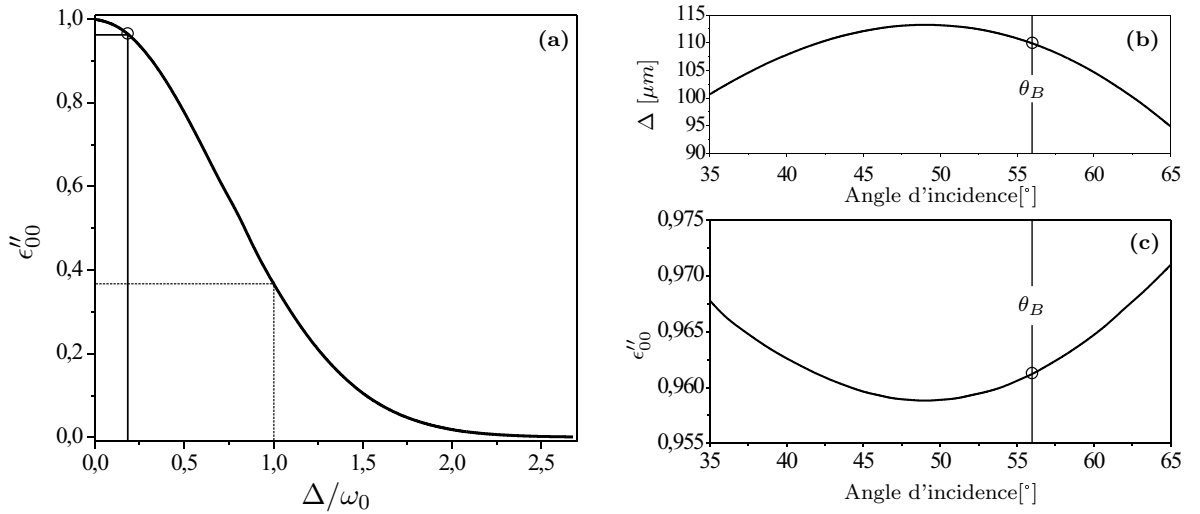 (a)
1,0
0,8
0,6
0,4
0,2
0,0
ϵ″₀₀
0,0 0,5 1,0 1,5 2,0 2,5
Δ/ω₀
(b)
115
110
105
100
95
90
Δ [μm]
θ_B
35 40 45 50 55 60 65
Angle d'incidence[°]
(c)
0,975
0,970
0,965
0,960
0,955
ϵ″₀₀
θ_B
35 40 45 50 55 60 65
Angle d'incidence[°]